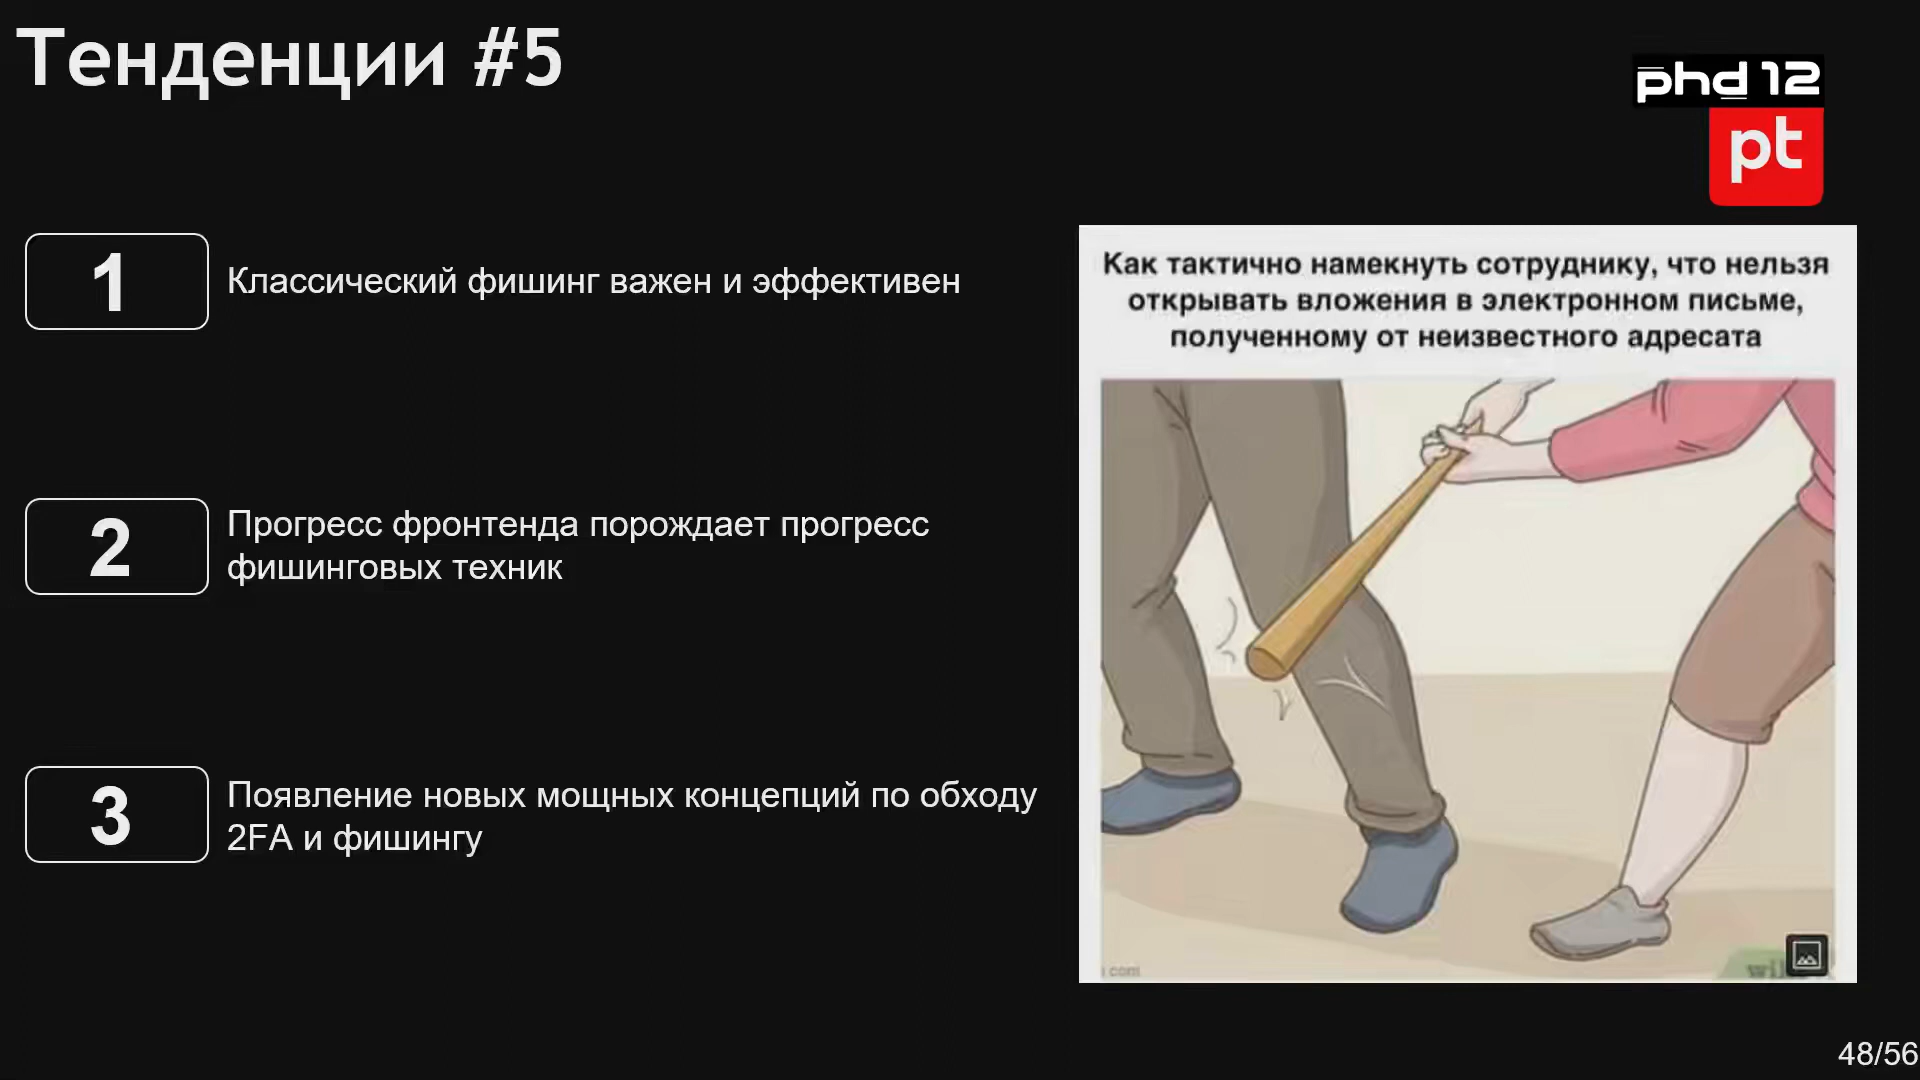 Тенденции #5
phd 12
pt
1
Классический фишинг важен и эффективен
2
Прогресс фронтенда порождает прогресс
фишинговых техник
3
Появление новых мощных концепций по обходу
2FA и фишингу
Как тактично намекнуть сотруднику, что нельзя
открывать вложения в электронном письме,
полученному от неизвестного адресата
com
48/56